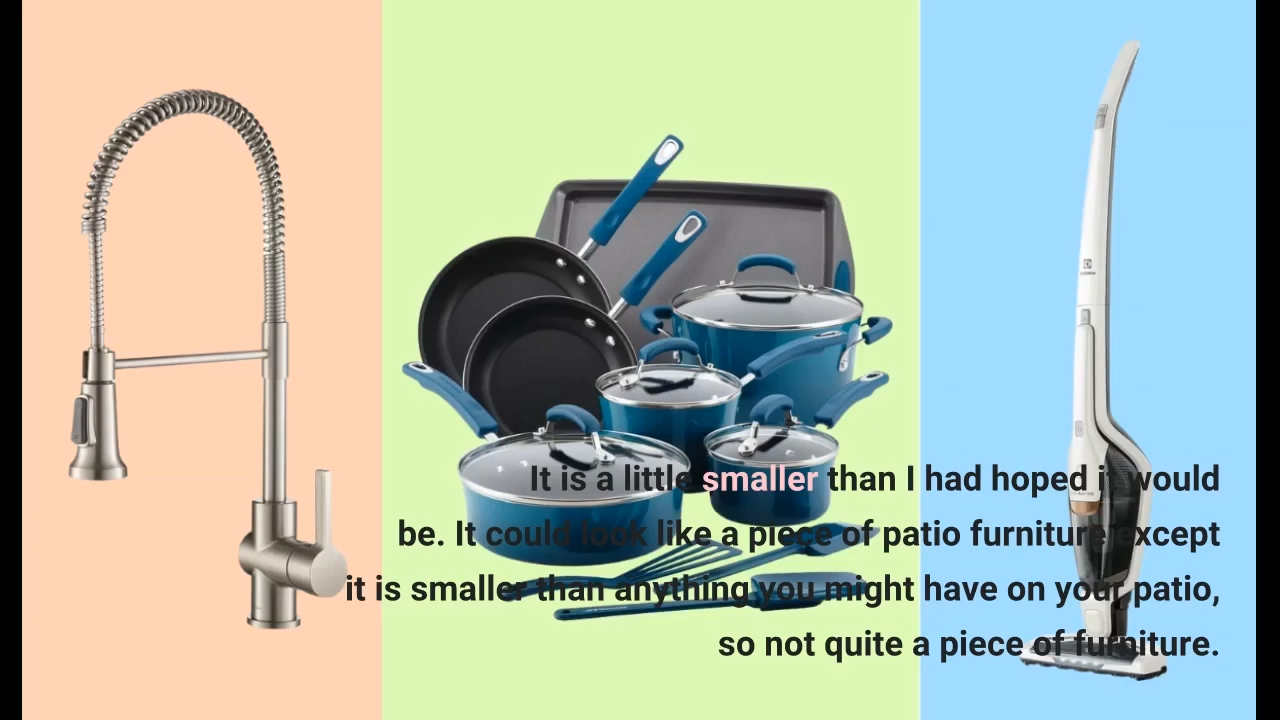 It is a little smaller than I had hoped it would
be. It could look like a piece of patio furniture except
it is smaller than anything you might have on your patio,
so not quite a piece of furniture.